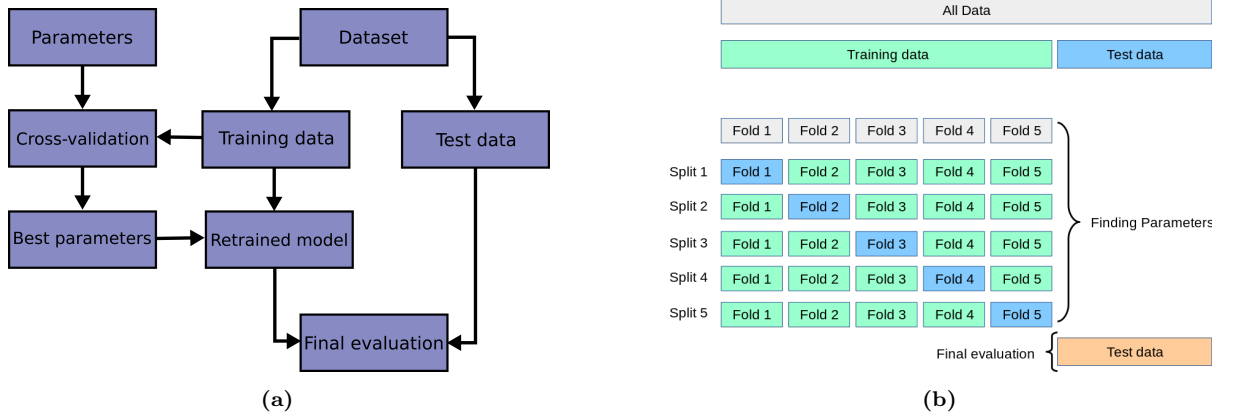 Parameters
Dataset
Cross-validation
Training data
Test data
Best parameters
Retrained model
Final evaluation
(a)
All Data
Training data
Test data
Fold 1 Fold 2 Fold 3 Fold 4 Fold 5
Split 1 Fold 1 Fold 2 Fold 3 Fold 4 Fold 5
Split 2 Fold 1 Fold 2 Fold 3 Fold 4 Fold 5
Finding Parameters
Split 3 Fold 1 Fold 2 Fold 3 Fold 4 Fold 5
Split 4 Fold 1 Fold 2 Fold 3 Fold 4 Fold 5
Split 5 Fold 1 Fold 2 Fold 3 Fold 4 Fold 5
Final evaluation Test data
(b)